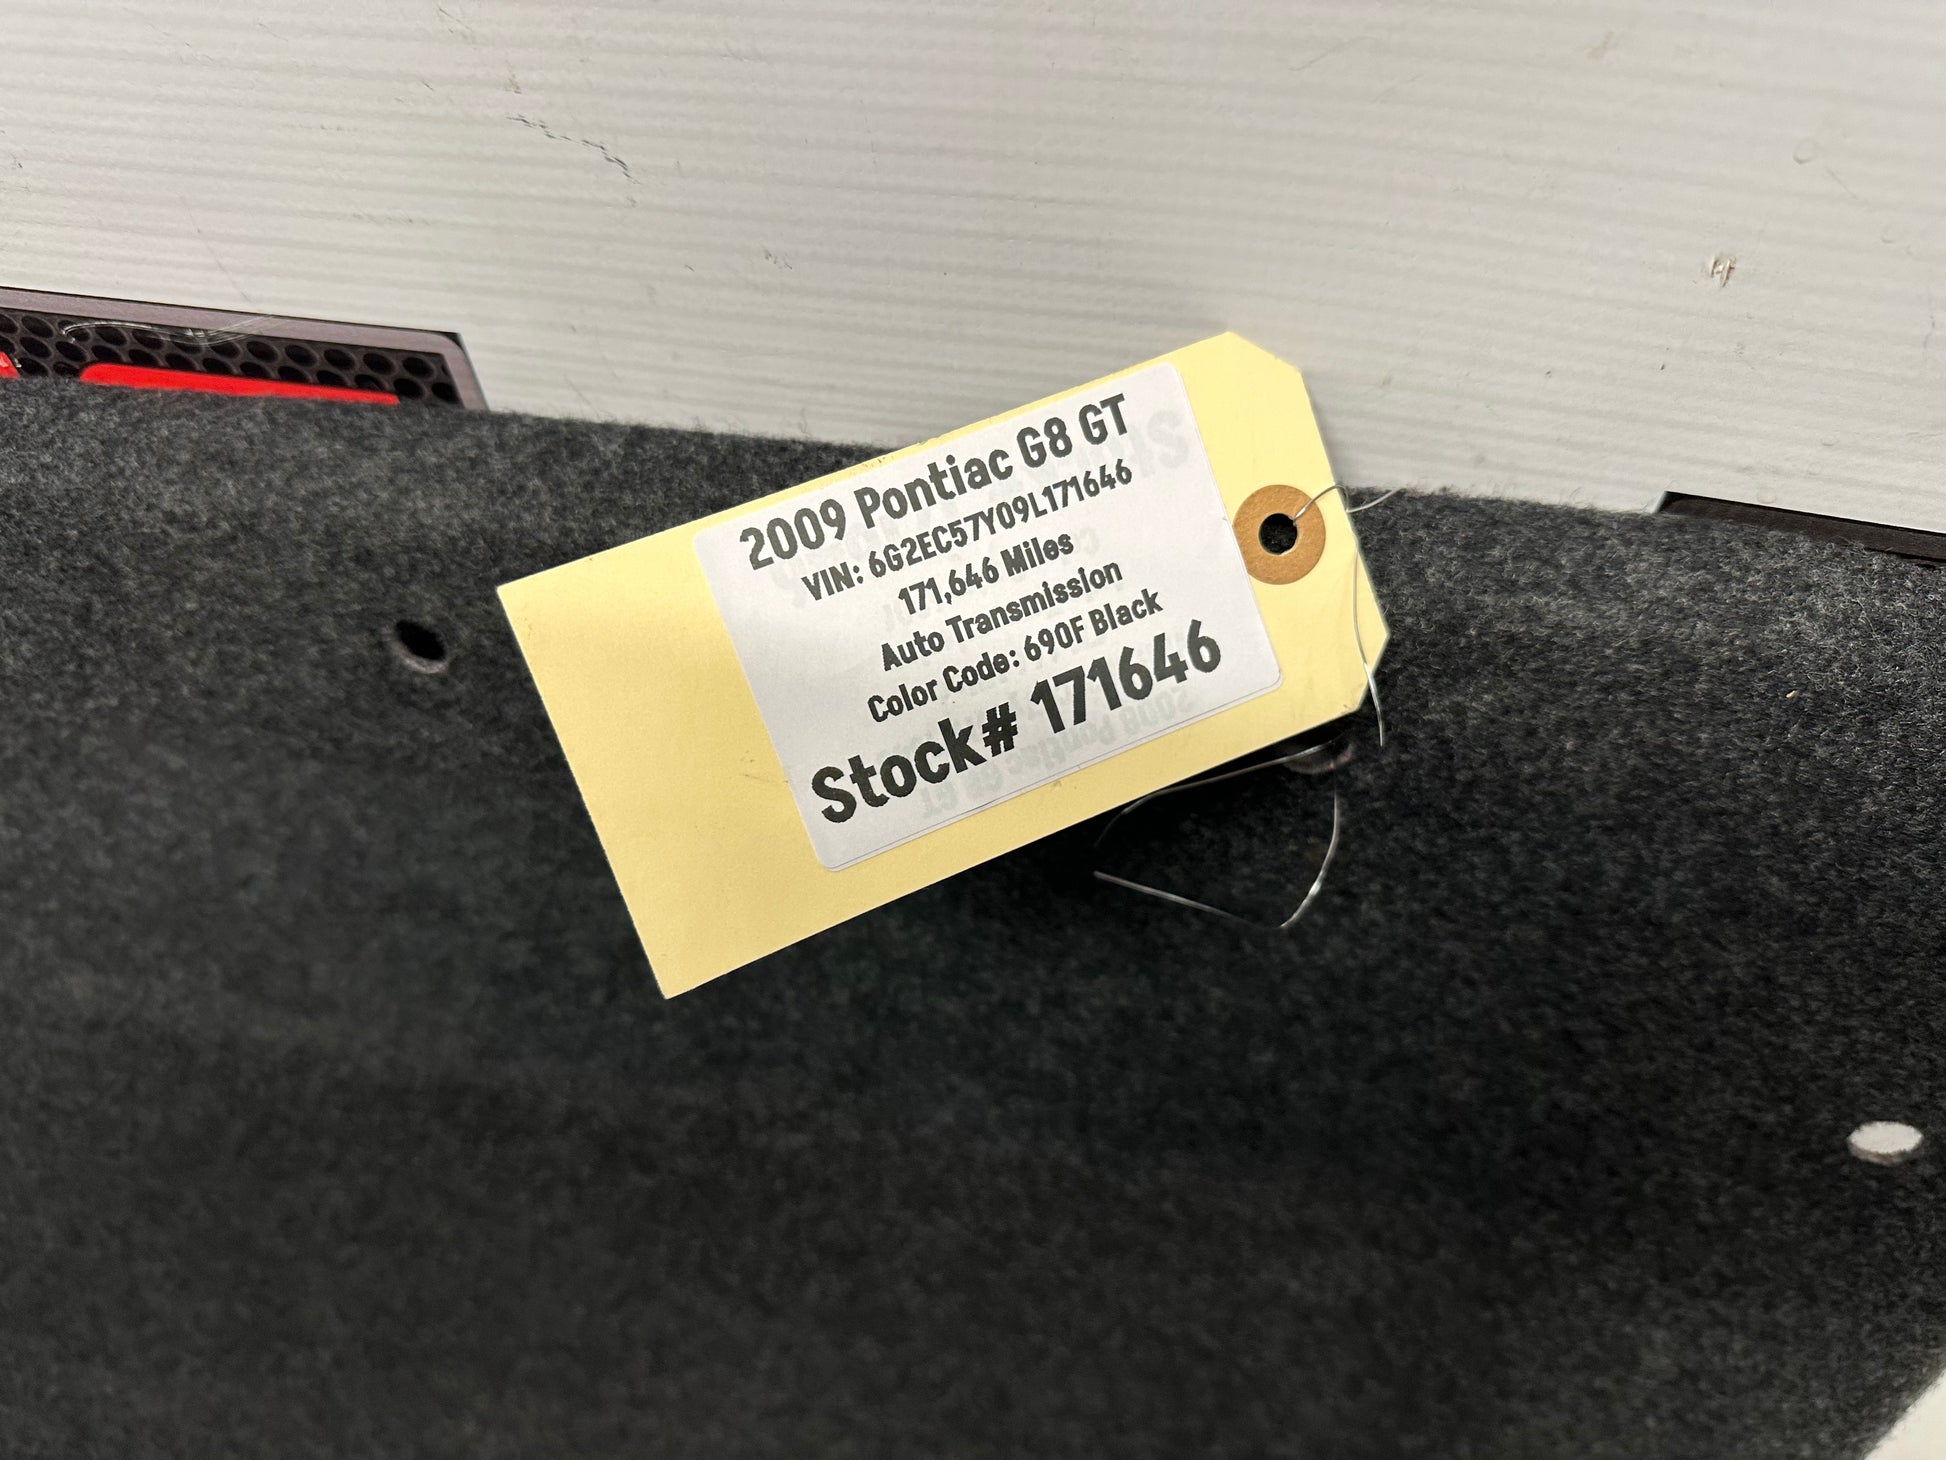 2009 Pontiac G8 GT
VIN: 6G2EC57Y09L171646
171,646 Miles
Auto Transmission
Color Code: 690F Black
Stock# 171646